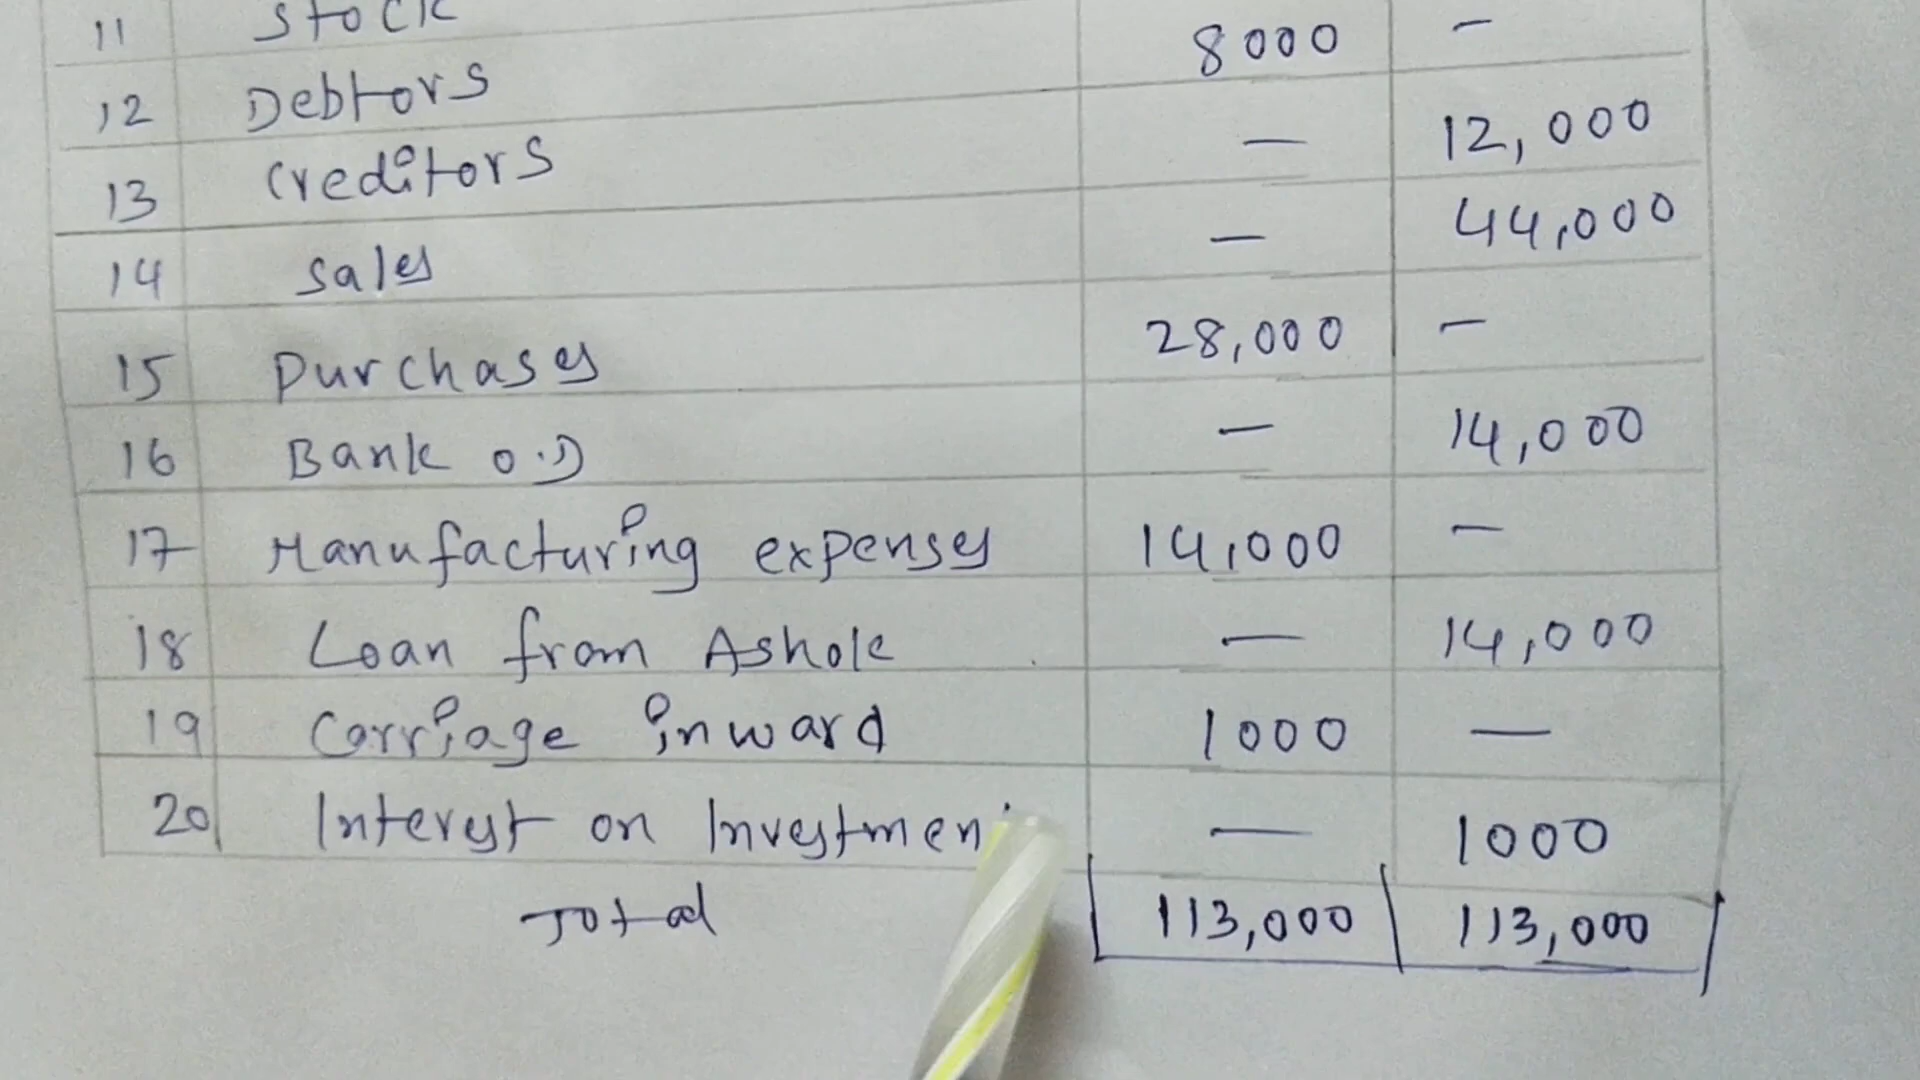 11 Stock
12 Debtors 8000 –
13 Creditors — 12,000
14 Sales — 44,000
15 Purchases 28,000 –
16 Bank O.D — 14,000
17 Manufacturing expenses 14,000 –
18 Loan from Ashok — 14,000
19 Carriage inward 1000 —
20 Interest on Investment — 1000
Total 113,000 113,000